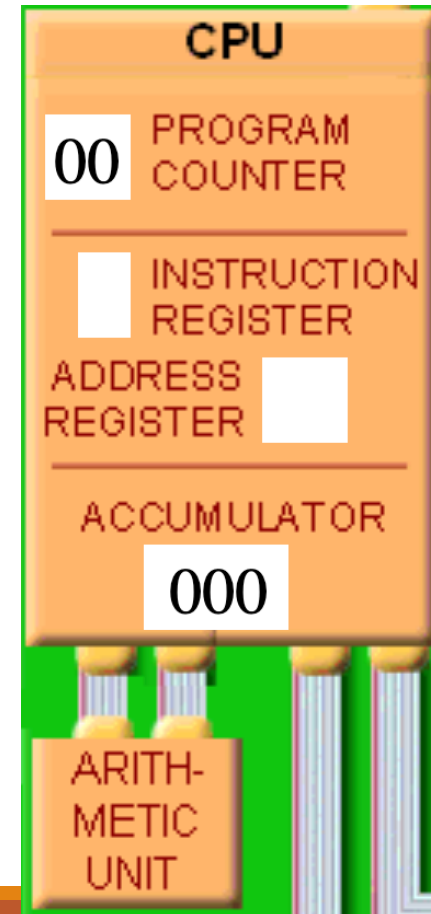 CPU
00 PROGRAM
COUNTER
INSTRUCTION
REGISTER
ADDRESS
REGISTER
ACCUMULATOR
000
ARITH-
METIC
UNIT